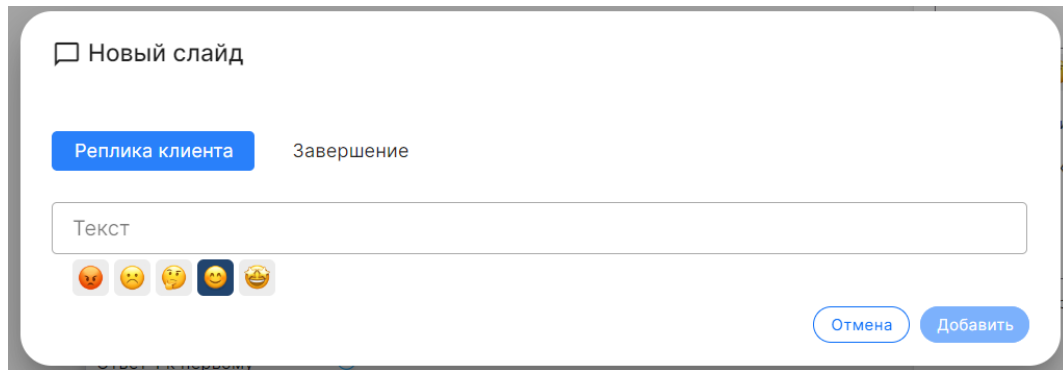 Новый слайд
Реплика клиента Завершение
Текст
Отмена Добавить